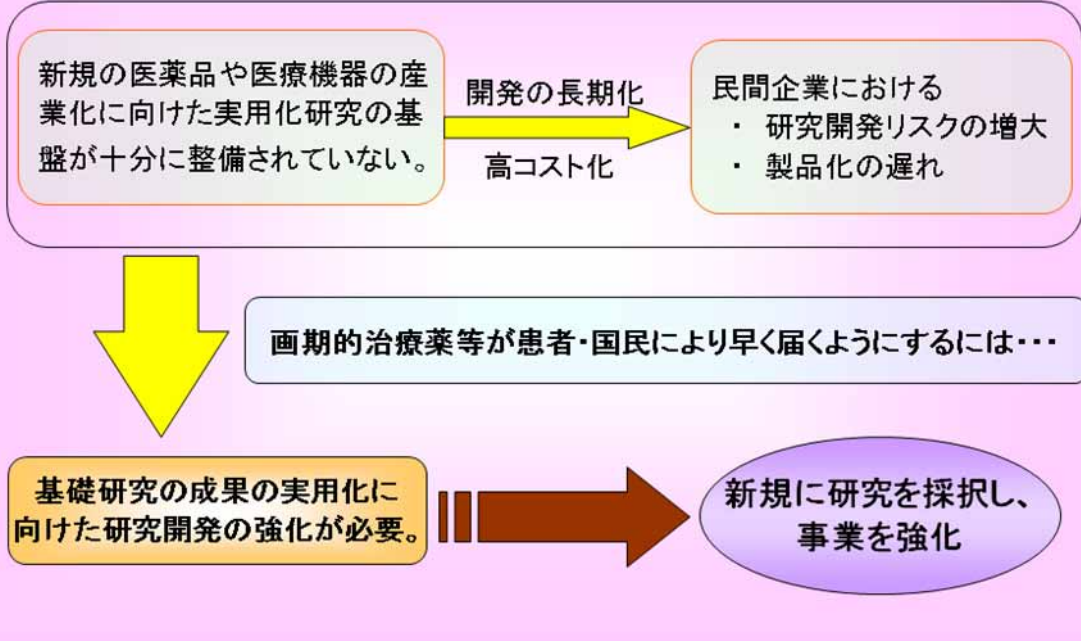 新規の医薬品や医療機器の産
業化に向けた実用化研究の基
盤が十分に整備されていない。
開発の長期化
高コスト化
民間企業における
・ 研究開発リスクの増大
・ 製品化の遅れ
画期的治療薬等が患者・国民により早く届くようにするには・・・
基礎研究の成果の実用化に
向けた研究開発の強化が必要。
新規に研究を採択し、
事業を強化